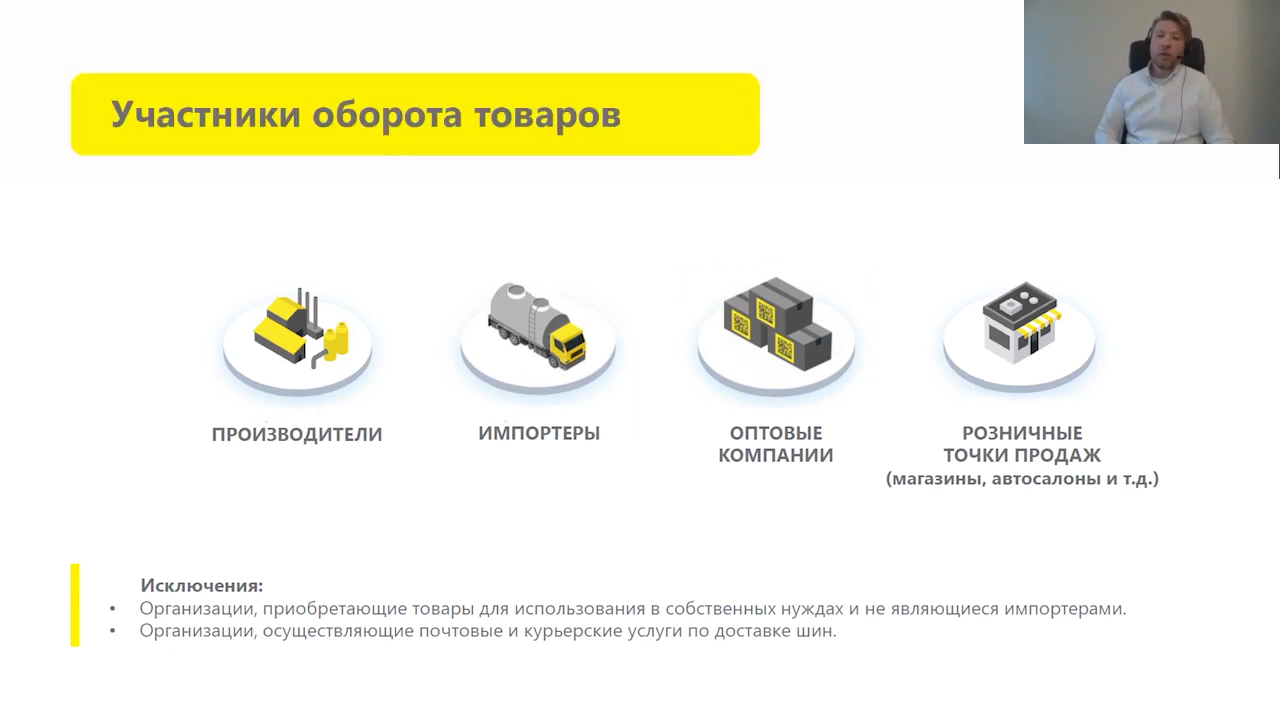 Участники оборота товаров
ПРОИЗВОДИТЕЛИ
ИМПОРТЕРЫ
ОПТОВЫЕ
КОМПАНИИ
РОЗНИЧНЫЕ
ТОЧКИ ПРОДАЖ
(магазины, автосалоны и т.д.)
Исключения:
• Организации, приобретающие товары для использования в собственных нуждах и не являющиеся импортерами.
• Организации, осуществляющие почтовые и курьерские услуги по доставке шин.